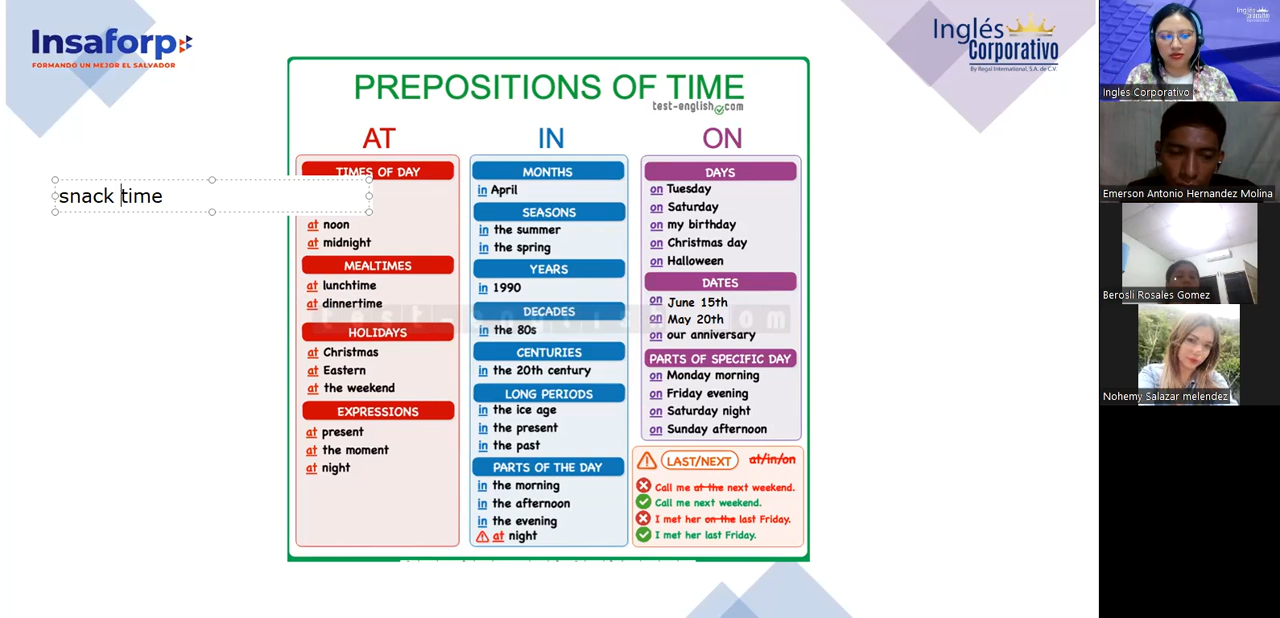 Insaforp
FORMANDO UN MEJOR EL SALVADOR
Inglés
Corporativo
By Regal International, S.A. de C.V.
PREPOSITIONS OF TIME
test-english.com
AT
TIMES OF DAY
snack time
at noon
at midnight
MEALTIMES
at lunchtime
at dinnertime
HOLIDAYS
at Christmas
at Eastern
at the weekend
EXPRESSIONS
at present
at the moment
at night
IN
MONTHS
in April
SEASONS
in the summer
in the spring
YEARS
in 1990
DECADES
in the 80s
CENTURIES
in the 20th century
LONG PERIODS
in the ice age
in the present
in the past
PARTS OF THE DAY
in the morning
in the afternoon
in the evening
at night
ON
DAYS
on Tuesday
on Saturday
on my birthday
on Christmas day
on Halloween
DATES
on June 15th
on May 20th
on our anniversary
PARTS OF SPECIFIC DAY
on Monday morning
on Friday evening
on Saturday night
on Sunday afternoon
LAST/NEXT at/in/on
Call me at the next weekend.
Call me next weekend.
I met her on the last Friday.
I met her last Friday.
Ingles Corporativo
Emerson Antonio Hernandez Molina
Berosli Rosales Gomez
Nohemy Salazar melendez